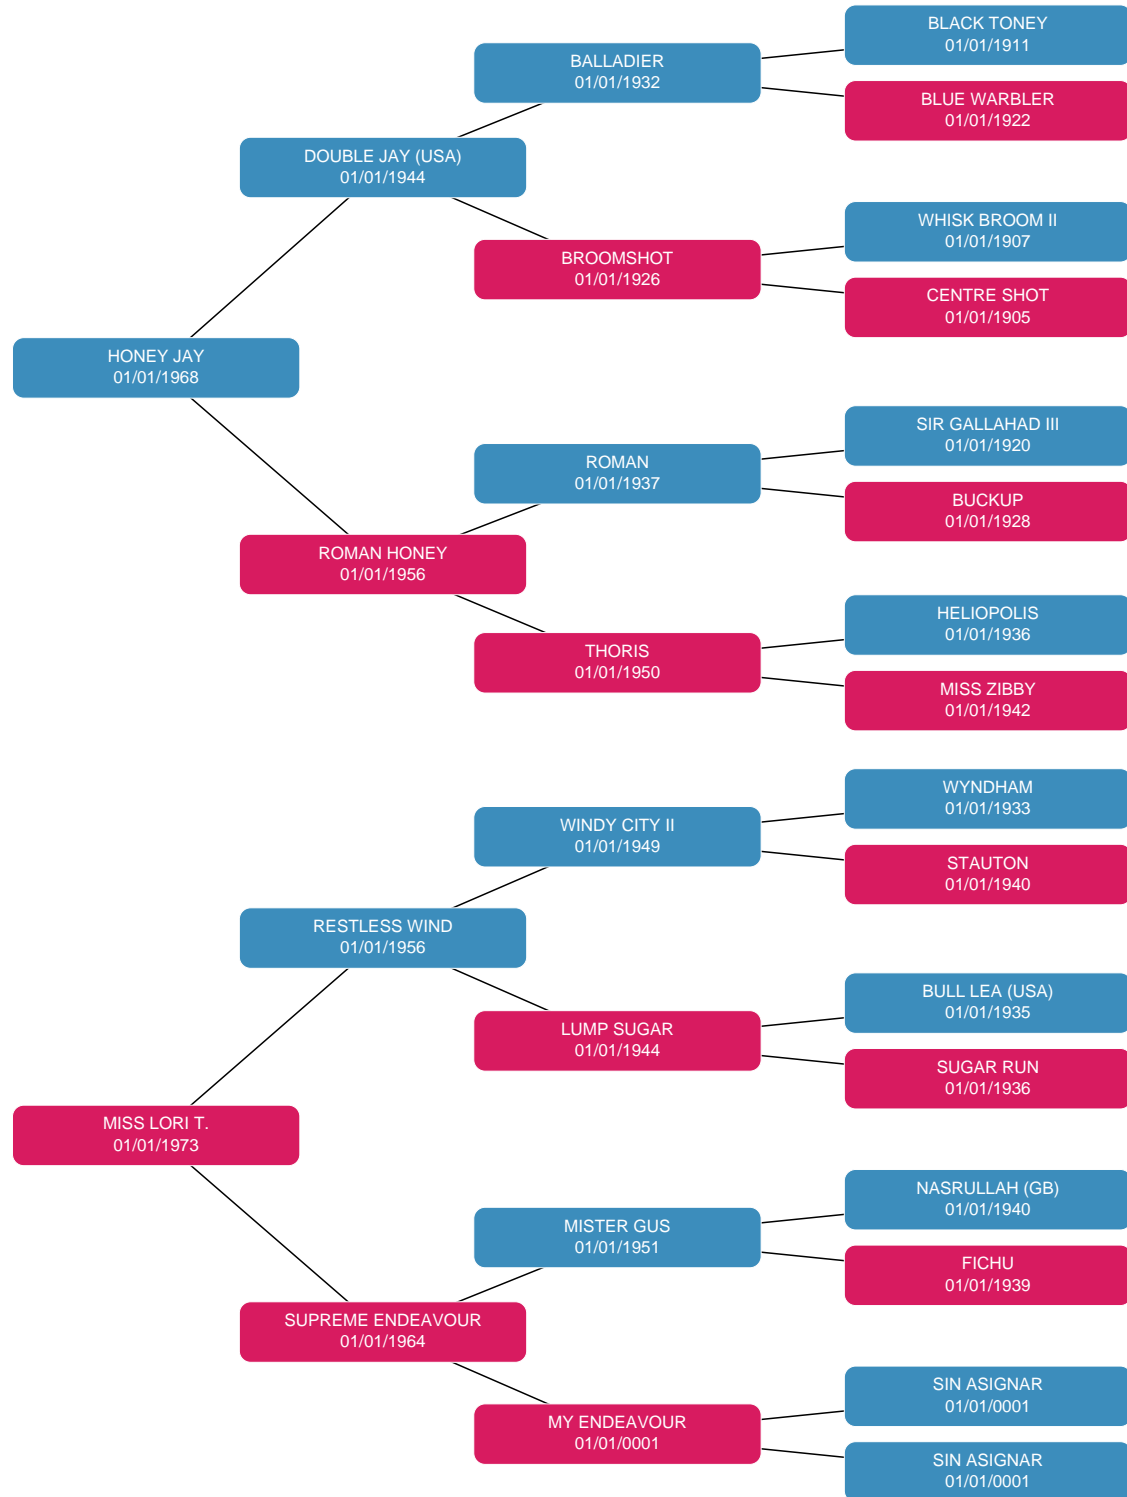 BLACK TONEY
01/01/1911
BALLADIER
01/01/1932
BLUE WARBLER
01/01/1922
DOUBLE JAY (USA)
01/01/1944
WHISK BROOM II
01/01/1907
BROOMSHOT
01/01/1926
CENTRE SHOT
01/01/1905
HONEY JAY
01/01/1968
SIR GALLAHAD III
01/01/1920
ROMAN
01/01/1937
BUCKUP
01/01/1928
ROMAN HONEY
01/01/1956
HELIOPOLIS
01/01/1936
THORIS
01/01/1950
MISS ZIBBY
01/01/1942
WYNDHAM
01/01/1933
WINDY CITY II
01/01/1949
STAUTON
01/01/1940
RESTLESS WIND
01/01/1956
BULL LEA (USA)
01/01/1935
LUMP SUGAR
01/01/1944
SUGAR RUN
01/01/1936
MISS LORI T.
01/01/1973
NASRULLAH (GB)
01/01/1940
MISTER GUS
01/01/1951
FICHU
01/01/1939
SUPREME ENDEAVOUR
01/01/1964
SIN ASIGNAR
01/01/0001
MY ENDEAVOUR
01/01/0001
SIN ASIGNAR
01/01/0001